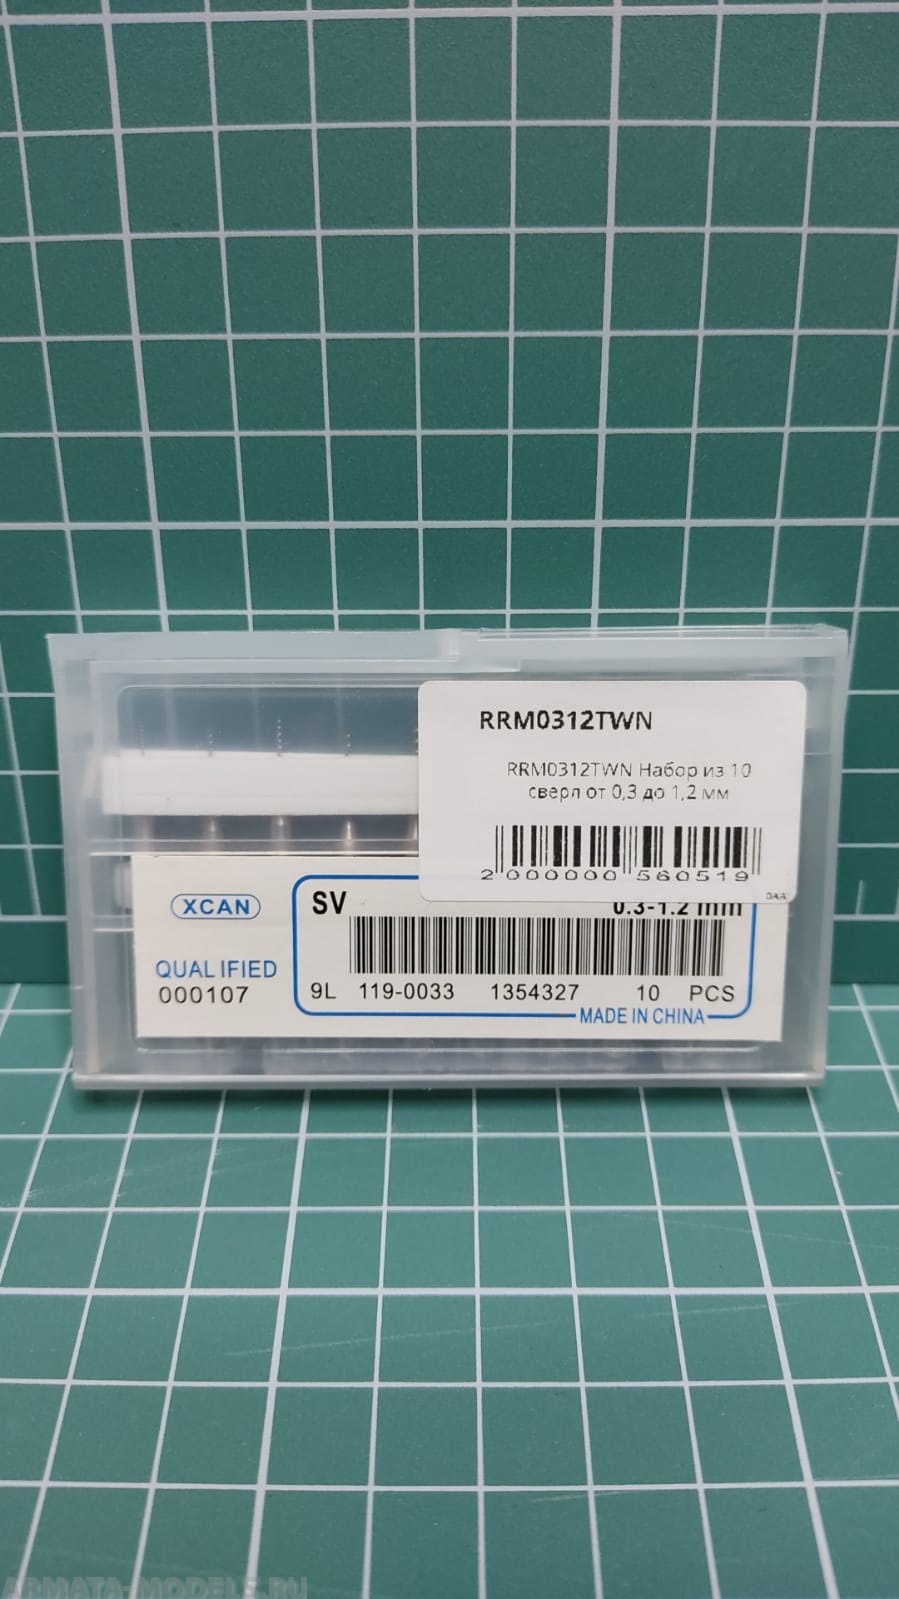 RRM0312TWN
RRM0312TWN Набор из 10
сверл от 0,3 до 1,2 мм
2 000000 560519
XCAN
SV 0.3-1.2 mm
QUALIFIED
000107
9L 119-0033 1354327 10 PCS
MADE IN CHINA
ARMATA-MODELS.RU